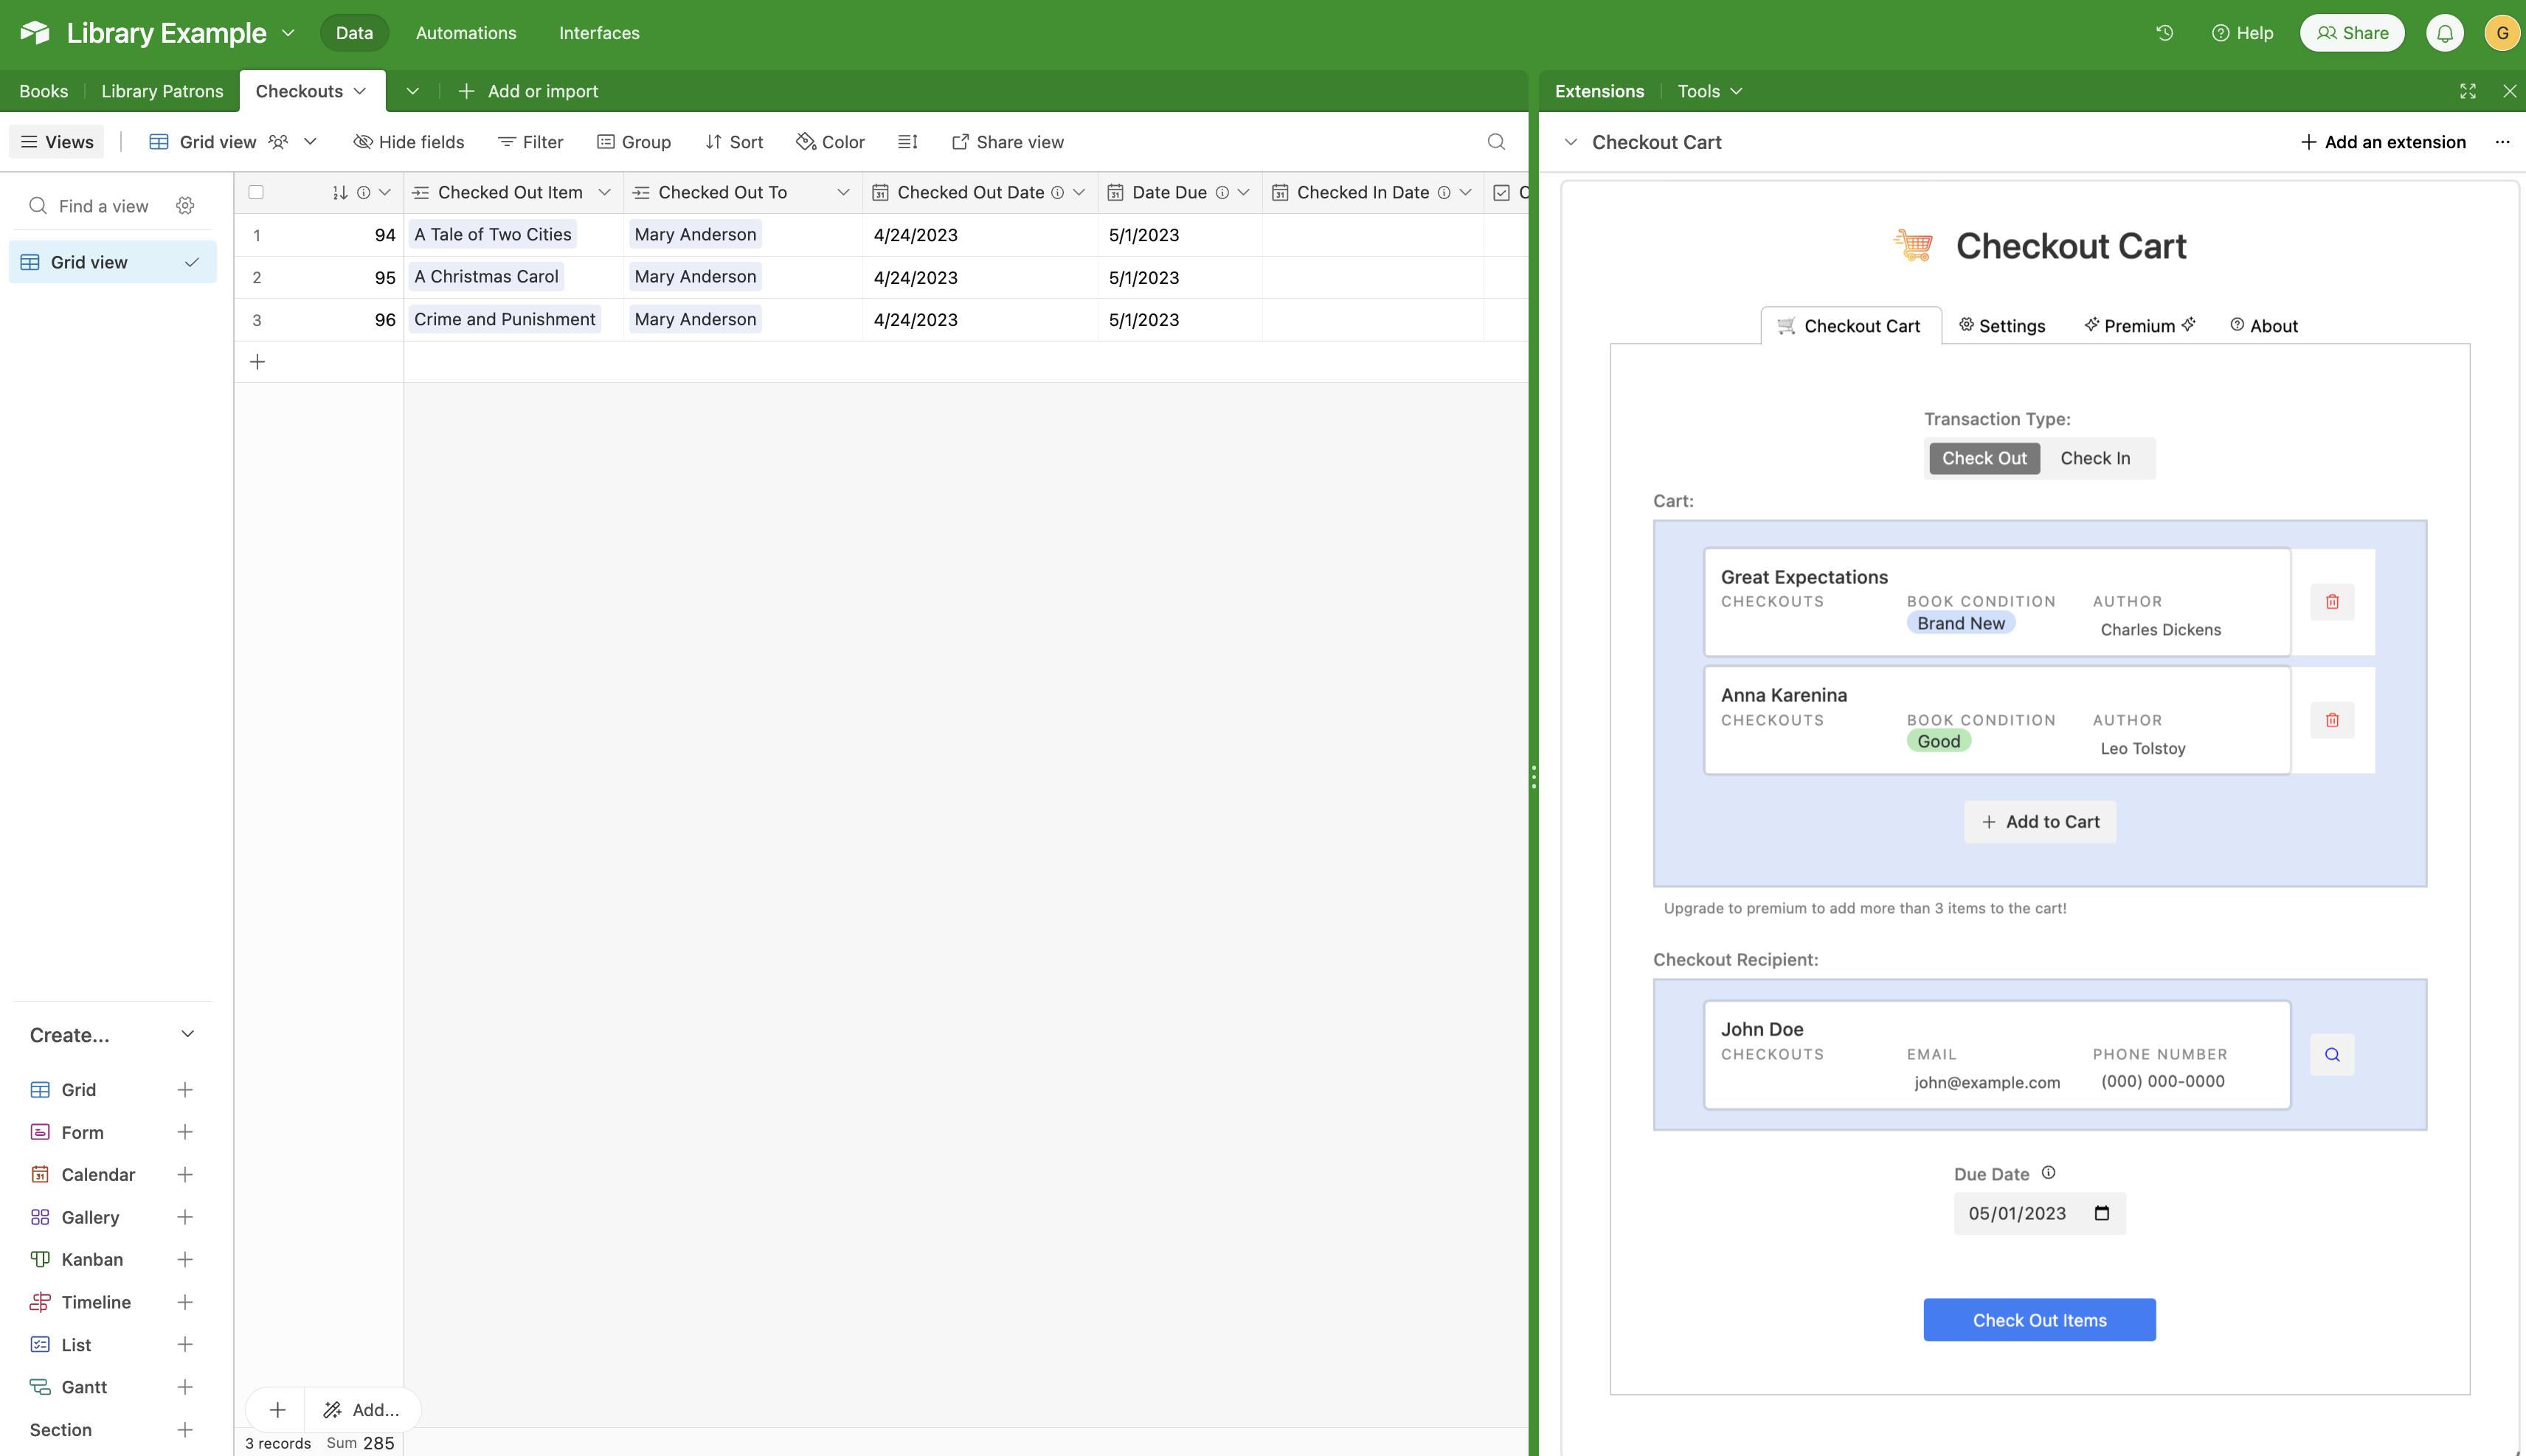 Library Example
Data
Automations
Interfaces
Help
Share
G
Books
Library Patrons
Checkouts
Add or import
Extensions
Tools
Views
Grid view
Hide fields
Filter
Group
Sort
Color
Share view
Checkout Cart
Add an extension
Find a view
Grid view
Checked Out Item
Checked Out To
Checked Out Date
Date Due
Checked In Date
C
1 94 A Tale of Two Cities Mary Anderson 4/24/2023 5/1/2023
2 95 A Christmas Carol Mary Anderson 4/24/2023 5/1/2023
3 96 Crime and Punishment Mary Anderson 4/24/2023 5/1/2023
Create...
Grid
Form
Calendar
Gallery
Kanban
Timeline
List
Gantt
Section
Add...
3 records Sum 285
Checkout Cart
Checkout Cart
Settings
Premium
About
Transaction Type:
Check Out
Check In
Cart:
Great Expectations
CHECKOUTS BOOK CONDITION AUTHOR
Brand New Charles Dickens
Anna Karenina
CHECKOUTS BOOK CONDITION AUTHOR
Good Leo Tolstoy
Add to Cart
Upgrade to premium to add more than 3 items to the cart!
Checkout Recipient:
John Doe
CHECKOUTS EMAIL PHONE NUMBER
john@example.com (000) 000-0000
Due Date
05/01/2023
Check Out Items